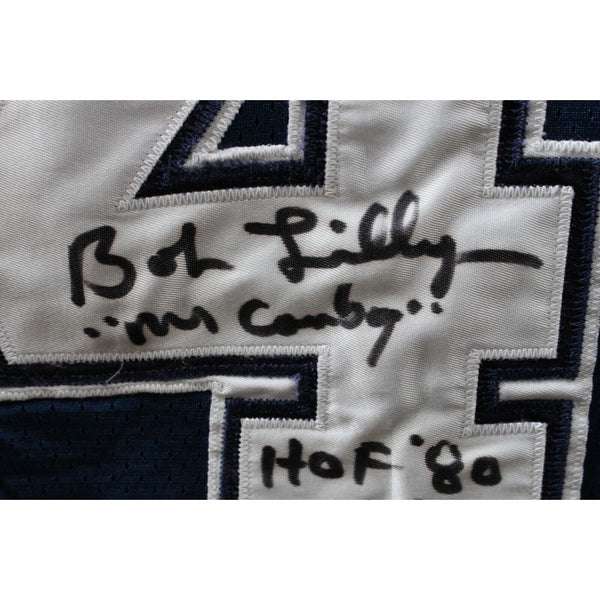 Bob Lilly
"Mr Cowboy"
HOF '80